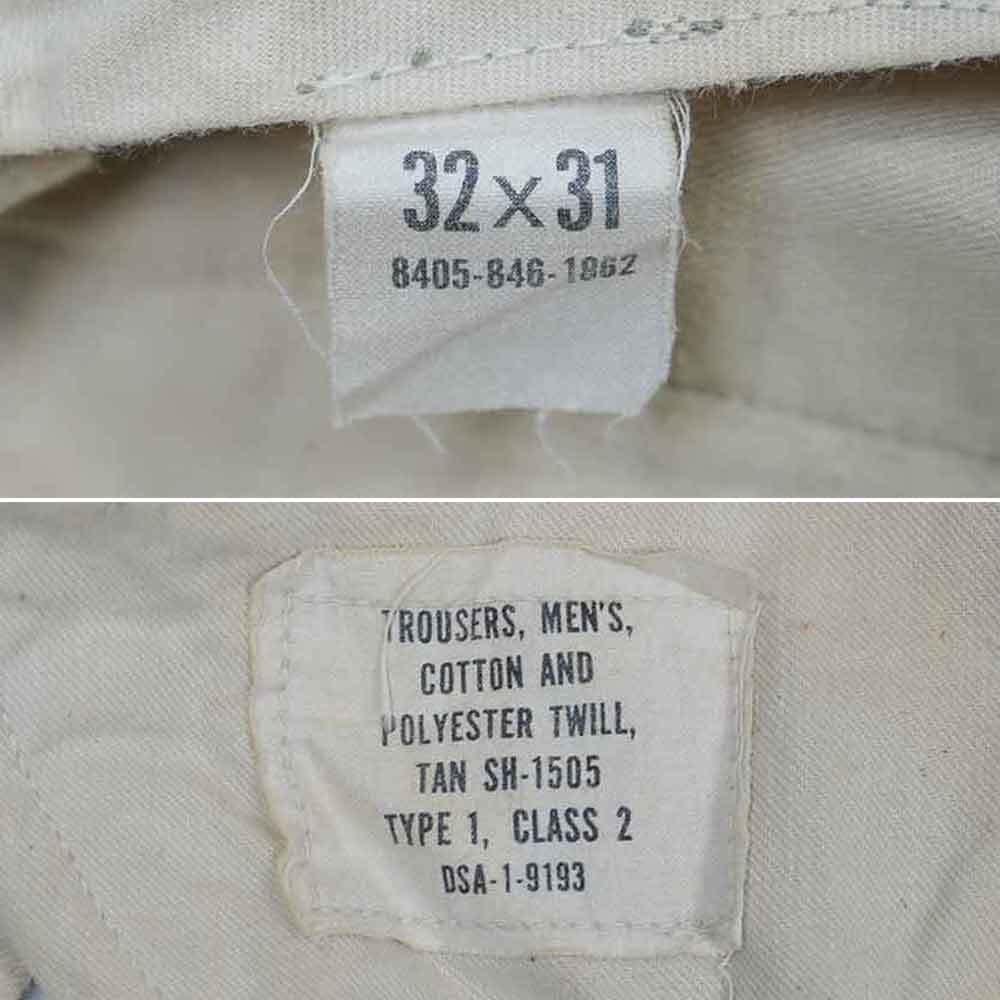 32 x 31
8405-846-1862
TROUSERS, MEN'S,
COTTON AND
POLYESTER TWILL,
TAN SH-1505
TYPE 1, CLASS 2
DSA-1-9193